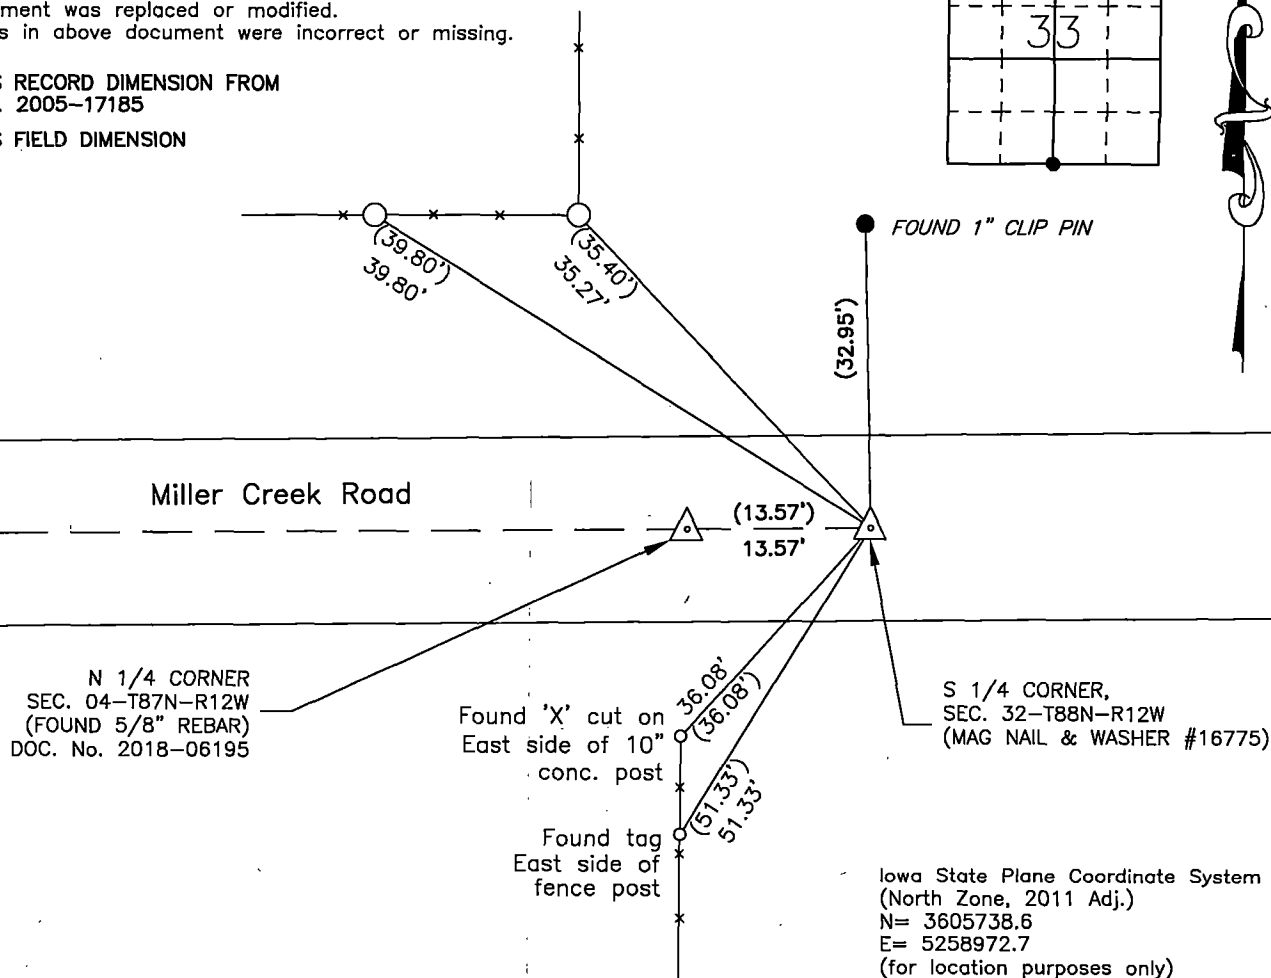 ment was replaced or modified.
s in above document were incorrect or missing.
S RECORD DIMENSION FROM
. 2005–17185
S FIELD DIMENSION
33
FOUND 1" CLIP PIN
(39.80')
39.80'
(35.40')
35.27'
(32.95')
Miller Creek Road
(13.57')
13.57'
N 1/4 CORNER
SEC. 04–T87N–R12W
(FOUND 5/8" REBAR)
DOC. No. 2018–06195
36.08'
(36.08')
Found 'X' cut on
East side of 10"
conc. post
S 1/4 CORNER,
SEC. 32–T88N–R12W
(MAG NAIL & WASHER #16775)
(51.33')
51.33'
Found tag
East side of
fence post
Iowa State Plane Coordinate System
(North Zone, 2011 Adj.)
N= 3605738.6
E= 5258972.7
(for location purposes only)